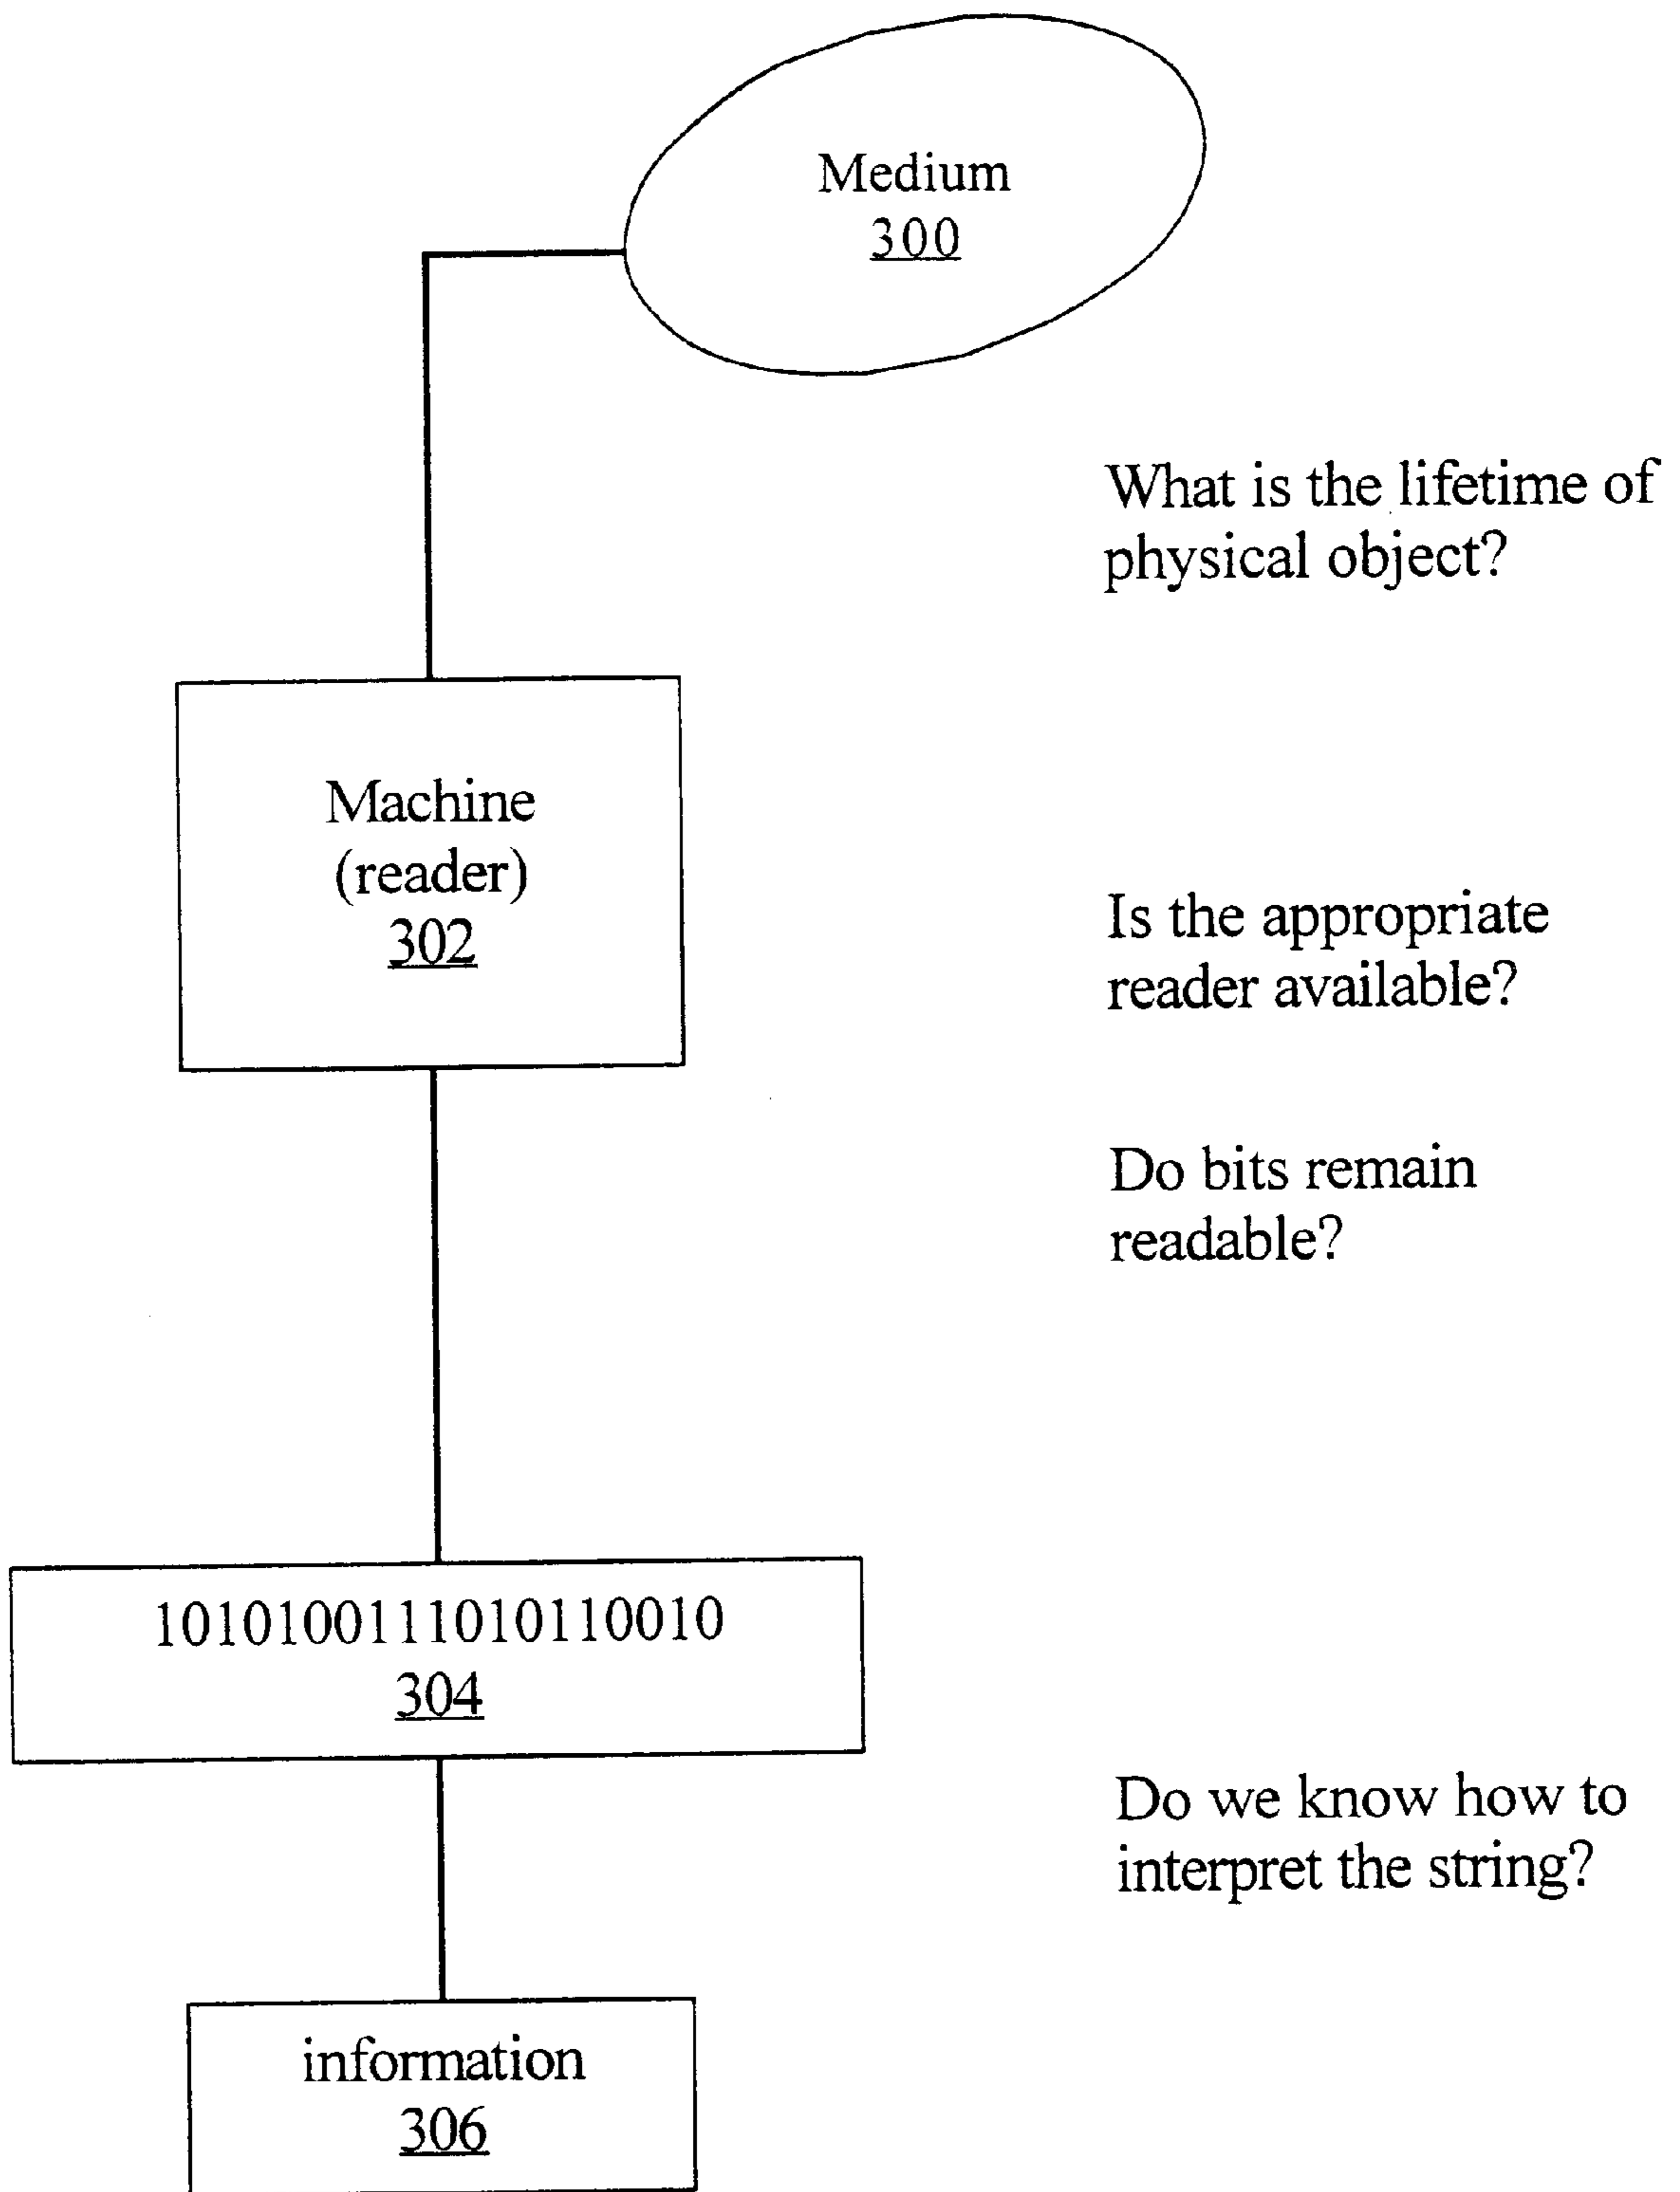 Medium
300
What is the lifetime of
physical object?
Machine
(reader)
302
Is the appropriate
reader available?
Do bits remain
readable?
1010100111010110010
304
Do we know how to
interpret the string?
information
306